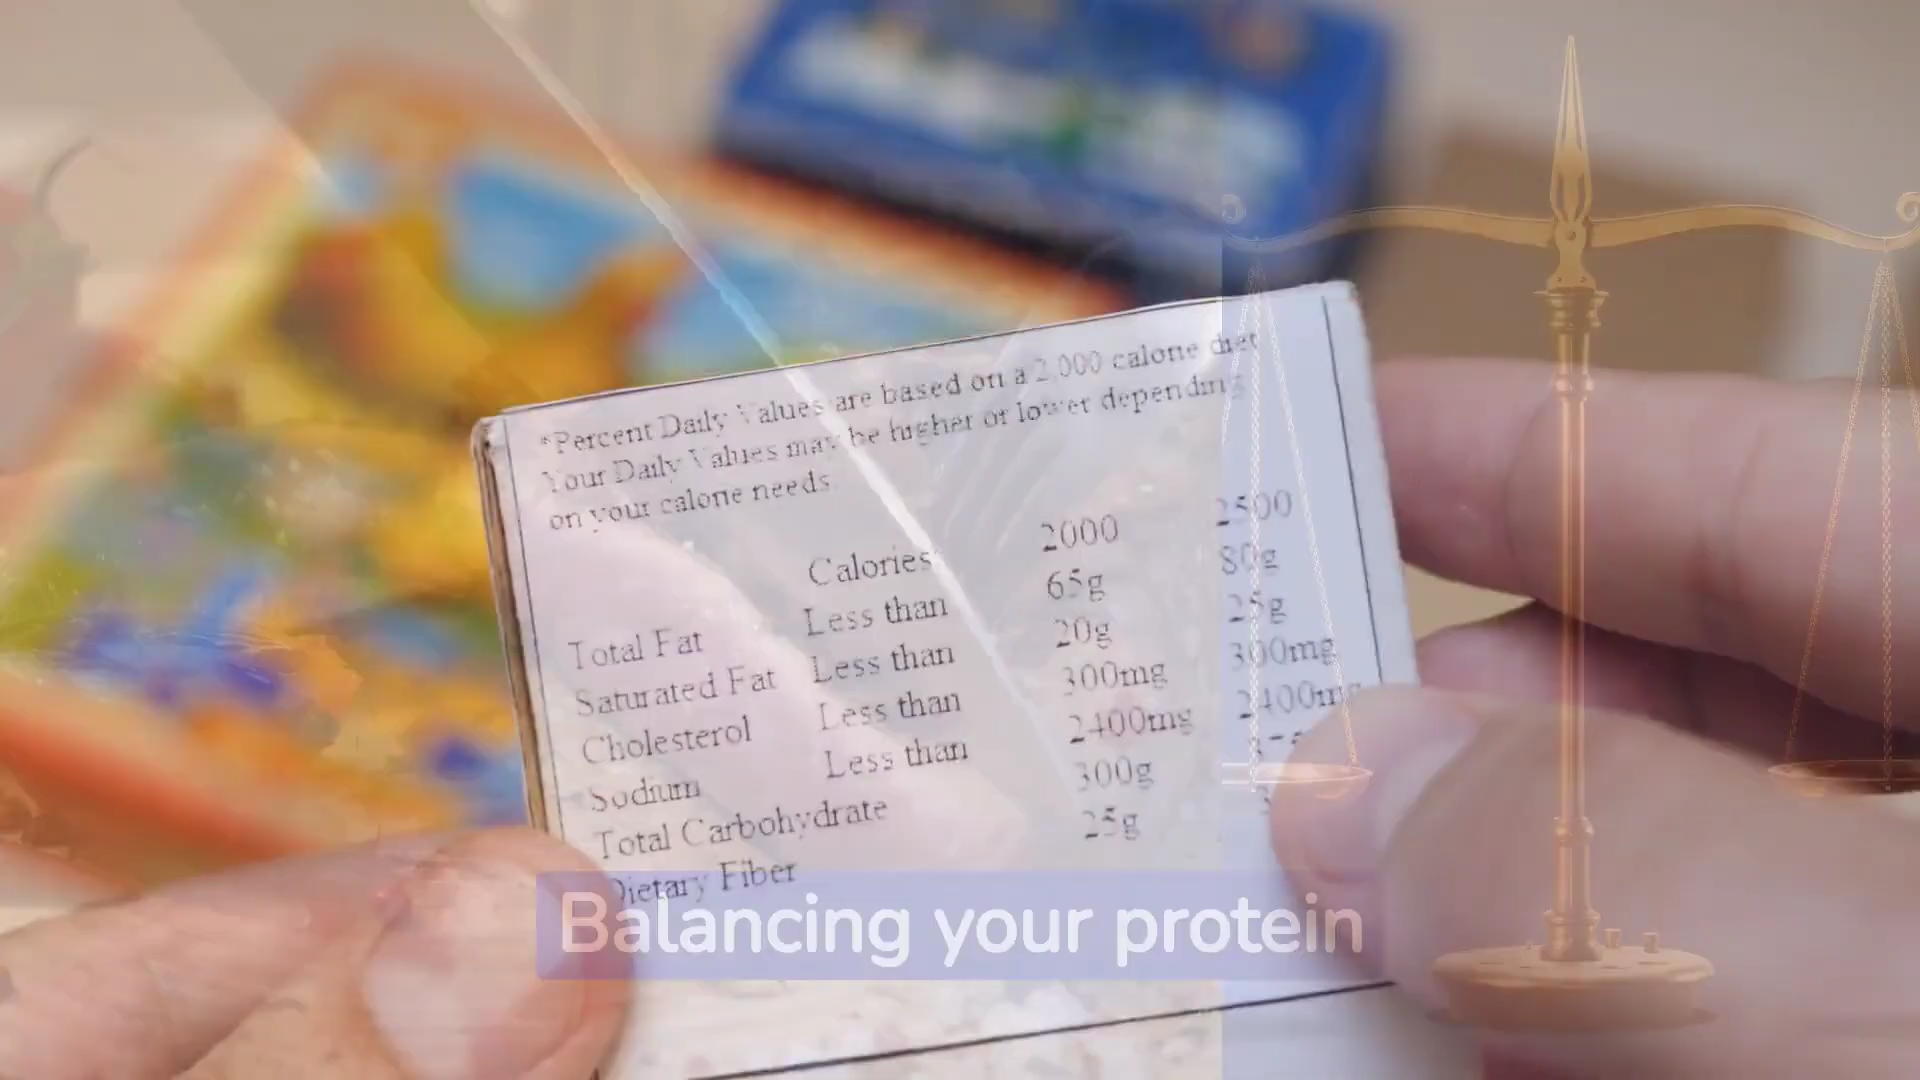 *Percent Daily Values are based on a 2,000 calorie diet
Your Daily Values may be higher or lower depending
on your calorie needs.
Calories 2000 2500
Total Fat Less than 65g 80g
Saturated Fat Less than 20g 25g
Cholesterol Less than 300mg 300mg
Sodium Less than 2400mg 2400mg
Total Carbohydrate 300g
Dietary Fiber 25g
Balancing your protein